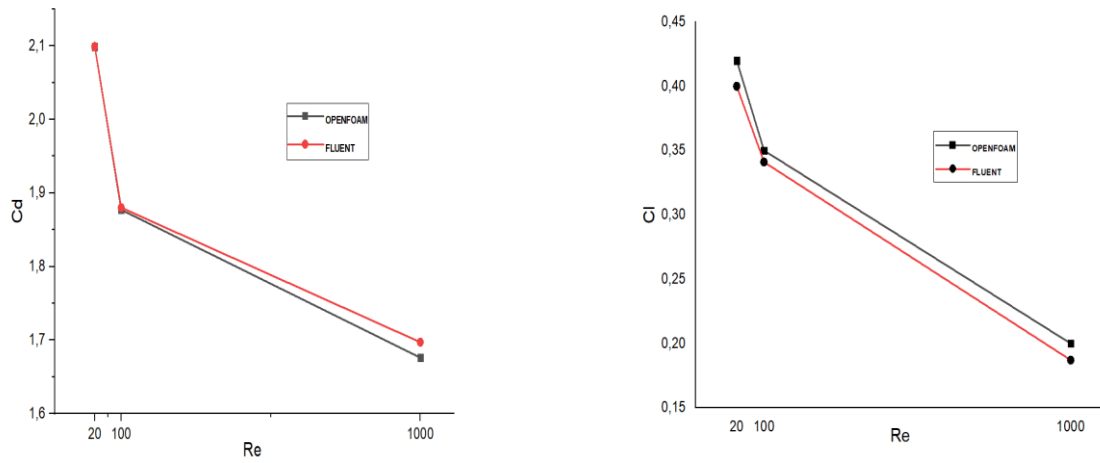 2,1
2,0
1,9
1,8
1,7
1,6
Cd
20 100 1000
Re
OPENFOAM
FLUENT
0,45
0,40
0,35
0,30
0,25
0,20
0,15
Cl
20 100 1000
Re
OPENFOAM
FLUENT